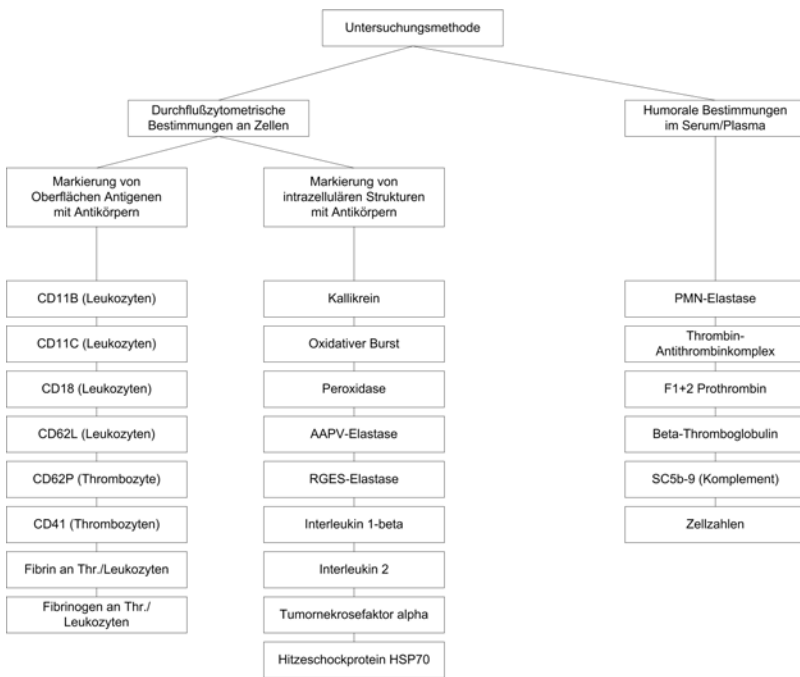 Untersuchungsmethode
Durchflußzytometrische
Bestimmungen an Zellen
Humorale Bestimmungen
im Serum/Plasma
Markierung von
Oberflächen Antigenen
mit Antikörpern
Markierung von
intrazellulären Strukturen
mit Antikörpern
CD11B (Leukozyten)
CD11C (Leukozyten)
CD18 (Leukozyten)
CD62L (Leukozyten)
CD62P (Thrombozyte)
CD41 (Thrombozyten)
Fibrin an Thr./Leukozyten
Fibrinogen an Thr./
Leukozyten
Kallikrein
Oxidativer Burst
Peroxidase
AAPV-Elastase
RGES-Elastase
Interleukin 1-beta
Interleukin 2
Tumornekrosefaktor alpha
Hitzeschockprotein HSP70
PMN-Elastase
Thrombin-
Antithrombinkomplex
F1+2 Prothrombin
Beta-Thromboglobulin
SC5b-9 (Komplement)
Zellzahlen